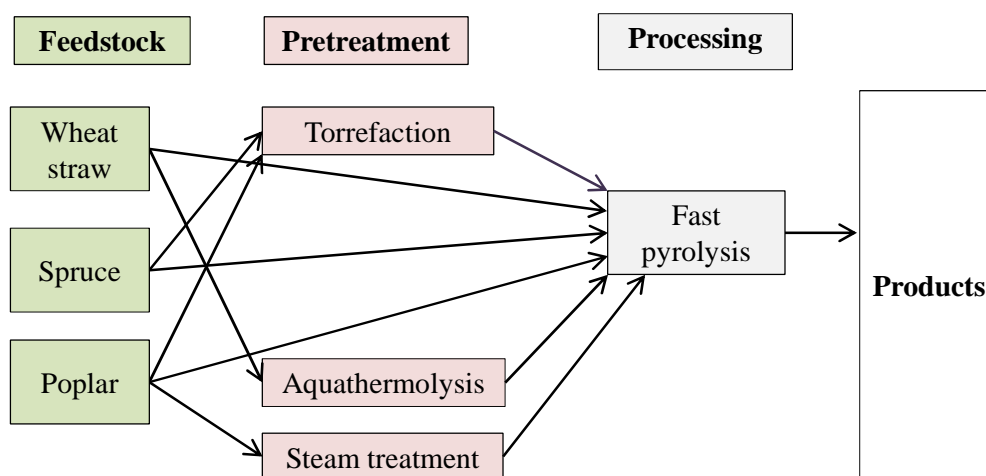 Feedstock
Pretreatment
Processing
Wheat
straw
Torrefaction
Fast
pyrolysis
Spruce
Products
Poplar
Aquathermolysis
Steam treatment